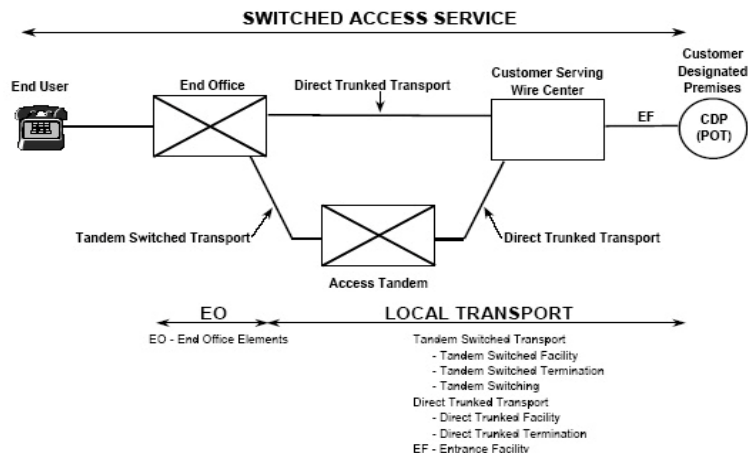 SWITCHED ACCESS SERVICE
End User
End Office
Direct Trunked Transport
Customer Serving
Wire Center
Customer
Designated
Premises
EF
CDP
(POT)
Tandem Switched Transport
Direct Trunked Transport
Access Tandem
EO
LOCAL TRANSPORT
EO - End Office Elements
Tandem Switched Transport
- Tandem Switched Facility
- Tandem Switched Termination
- Tandem Switching
Direct Trunked Transport
- Direct Trunked Facility
- Direct Trunked Termination
EF - Entrance Facility